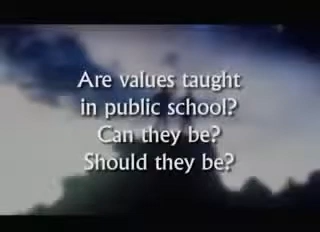 Are values taught
in public school?
Can they be?
Should they be?